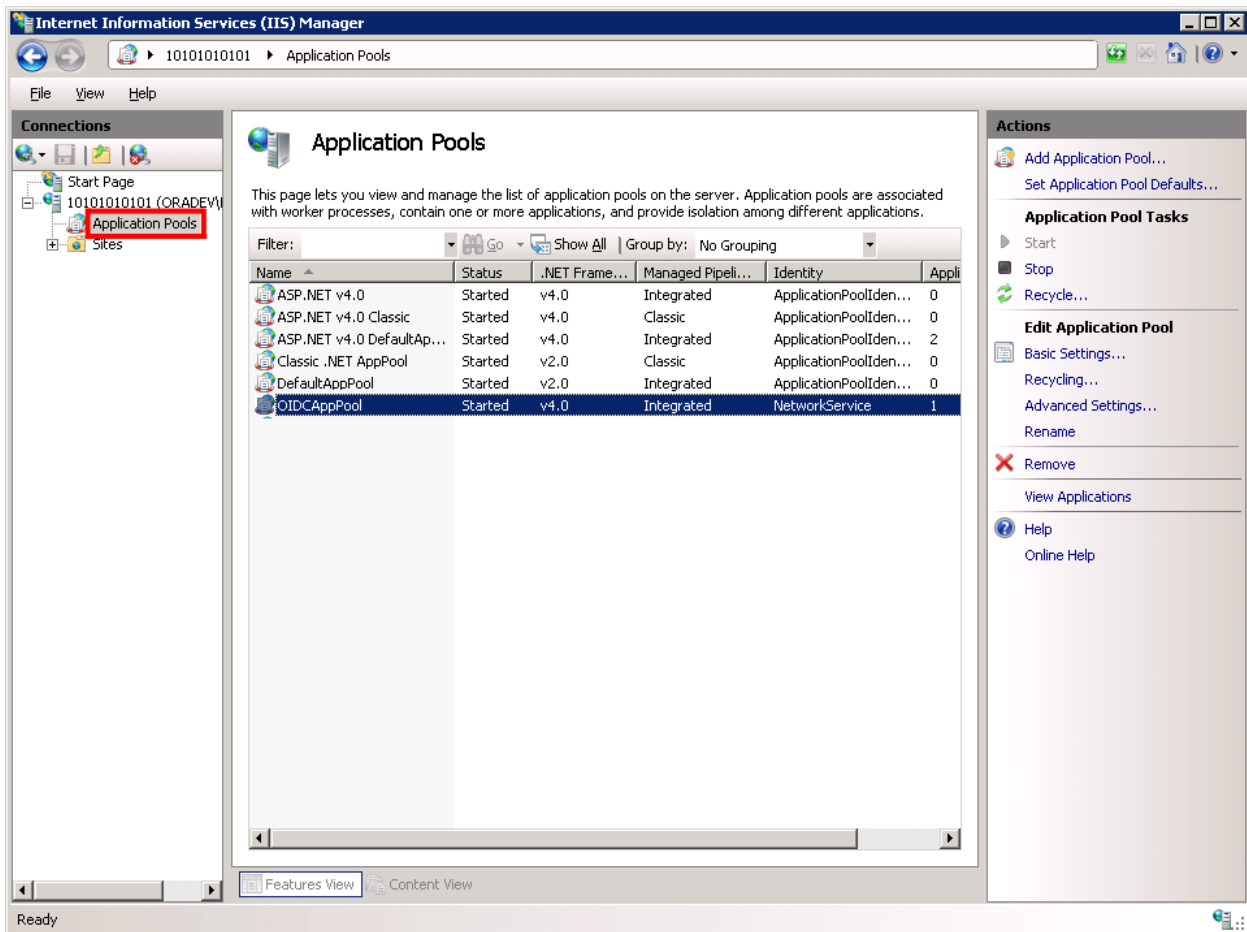 Internet Information Services (IIS) Manager
10101010101 Application Pools
File View Help
Connections
Start Page
10101010101 (ORADEV\
Application Pools
Sites
Application Pools
This page lets you view and manage the list of application pools on the server. Application pools are associated
with worker processes, contain one or more applications, and provide isolation among different applications.
Filter: Go Show All Group by: No Grouping
Name Status .NET Frame... Managed Pipeli... Identity Appli
ASP.NET v4.0 Started v4.0 Integrated ApplicationPoolIden... 0
ASP.NET v4.0 Classic Started v4.0 Classic ApplicationPoolIden... 0
ASP.NET v4.0 DefaultAp... Started v4.0 Integrated ApplicationPoolIden... 2
Classic .NET AppPool Started v2.0 Classic ApplicationPoolIden... 0
DefaultAppPool Started v2.0 Integrated ApplicationPoolIden... 0
OIDCAppPool Started v4.0 Integrated NetworkService 1
Features View Content View
Actions
Add Application Pool...
Set Application Pool Defaults...
Application Pool Tasks
Start
Stop
Recycle...
Edit Application Pool
Basic Settings...
Recycling...
Advanced Settings...
Rename
Remove
View Applications
Help
Online Help
Ready